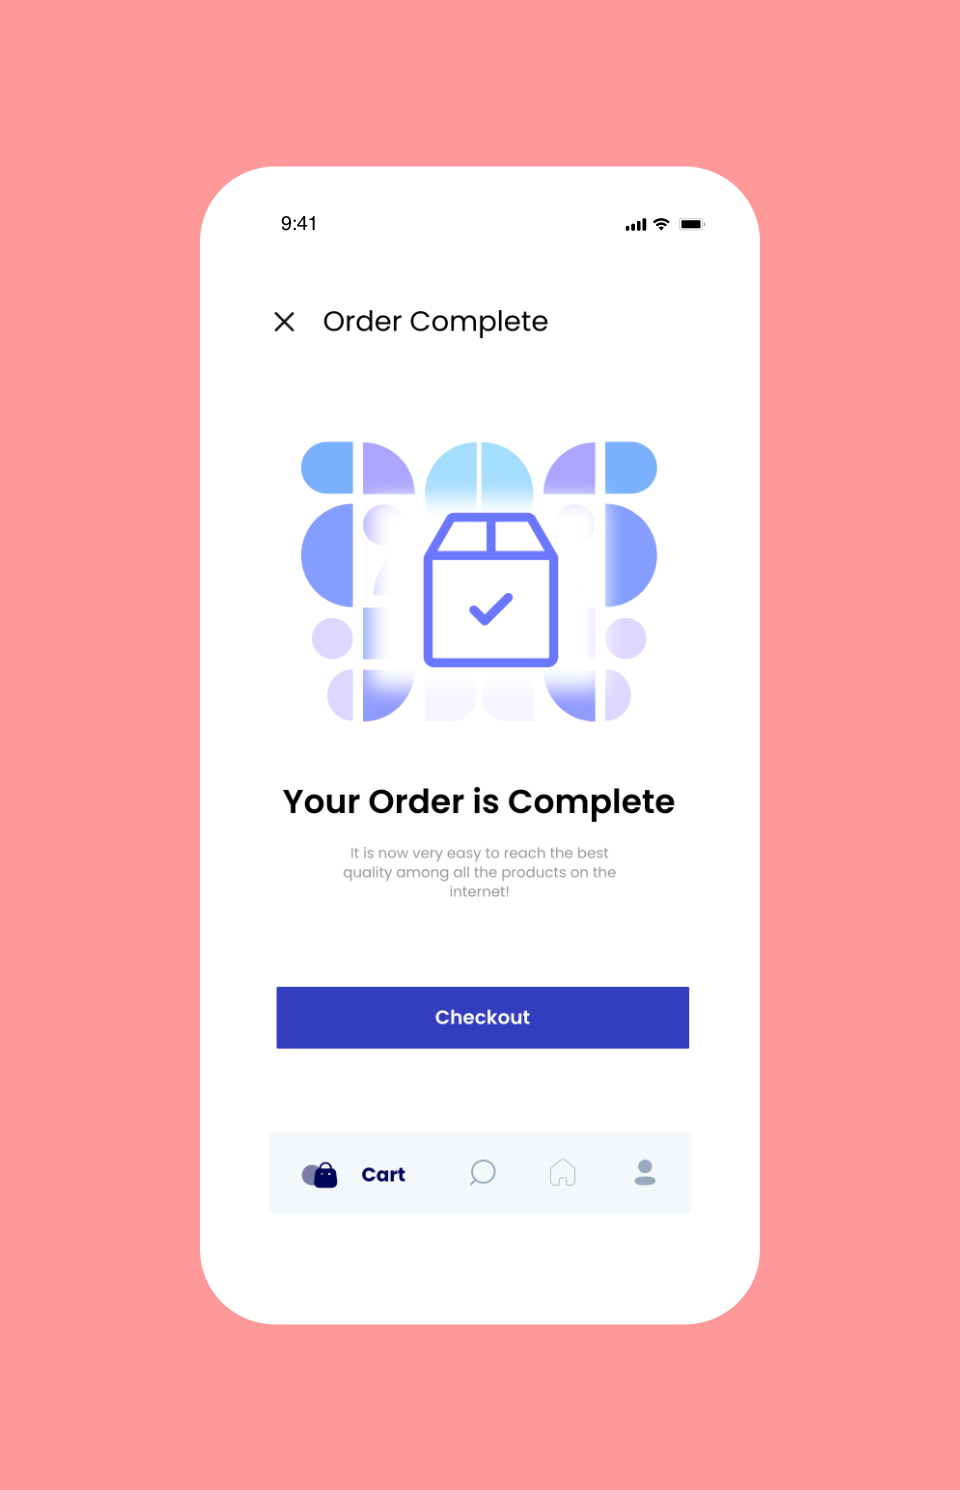 9:41
Order Complete
Your Order is Complete
It is now very easy to reach the best
quality among all the products on the
internet!
Checkout
Cart